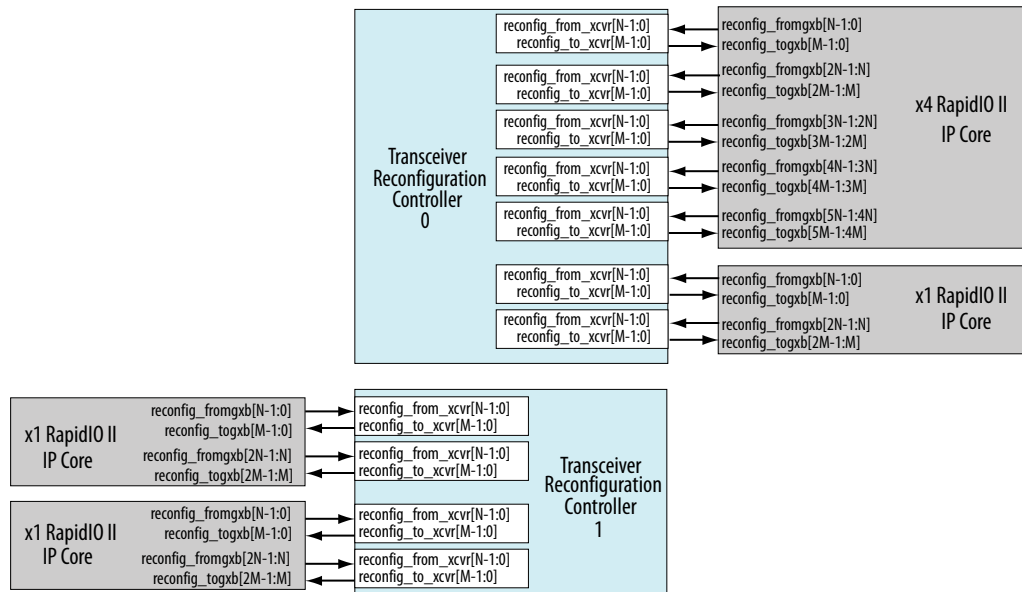 reconfig_from_xcvr[N-1:0]
reconfig_to_xcvr[M-1:0]
reconfig_from_xcvr[N-1:0]
reconfig_to_xcvr[M-1:0]
reconfig_from_xcvr[N-1:0]
reconfig_to_xcvr[M-1:0]
reconfig_from_xcvr[N-1:0]
reconfig_to_xcvr[M-1:0]
reconfig_from_xcvr[N-1:0]
reconfig_to_xcvr[M-1:0]
reconfig_from_xcvr[N-1:0]
reconfig_to_xcvr[M-1:0]
reconfig_from_xcvr[N-1:0]
reconfig_to_xcvr[M-1:0]
Transceiver
Reconfiguration
Controller
0
reconfig_fromgxb[N-1:0]
reconfig_togxb[M-1:0]
reconfig_fromgxb[2N-1:N]
reconfig_togxb[2M-1:M]
reconfig_fromgxb[3N-1:2N]
reconfig_togxb[3M-1:2M]
reconfig_fromgxb[4N-1:3N]
reconfig_togxb[4M-1:3M]
reconfig_fromgxb[5N-1:4N]
reconfig_togxb[5M-1:4M]
x4 RapidIO II
IP Core
reconfig_fromgxb[N-1:0]
reconfig_togxb[M-1:0]
reconfig_fromgxb[2N-1:N]
reconfig_togxb[2M-1:M]
x1 RapidIO II
IP Core
x1 RapidIO II
IP Core
reconfig_fromgxb[N-1:0]
reconfig_togxb[M-1:0]
reconfig_fromgxb[2N-1:N]
reconfig_togxb[2M-1:M]
x1 RapidIO II
IP Core
reconfig_fromgxb[N-1:0]
reconfig_togxb[M-1:0]
reconfig_fromgxb[2N-1:N]
reconfig_togxb[2M-1:M]
reconfig_from_xcvr[N-1:0]
reconfig_to_xcvr[M-1:0]
reconfig_from_xcvr[N-1:0]
reconfig_to_xcvr[M-1:0]
reconfig_from_xcvr[N-1:0]
reconfig_to_xcvr[M-1:0]
reconfig_from_xcvr[N-1:0]
reconfig_to_xcvr[M-1:0]
Transceiver
Reconfiguration
Controller
1